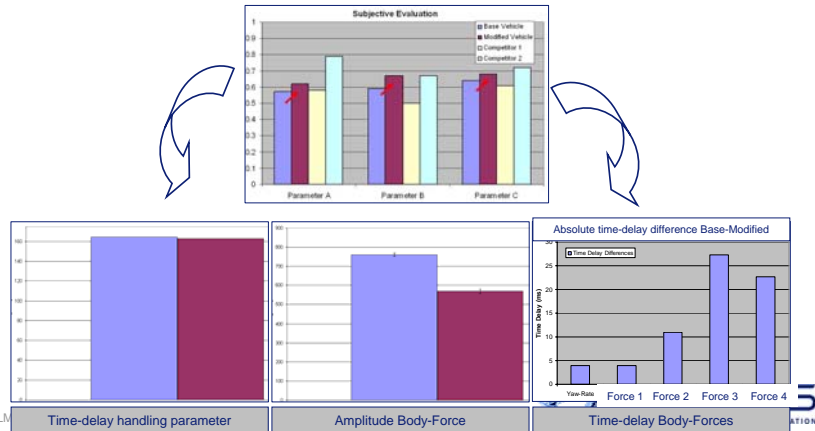 Subjective Evaluation
Base Vehicle
Modified Vehicle
Competitor 1
Competitor 2
1
0.9
0.8
0.7
0.6
0.5
0.4
0.3
0.2
0.1
0
Parameter A Parameter B Parameter C
160
140
120
100
80
60
40
20
0
Time-delay handling parameter
900
800
700
600
500
400
300
200
100
0
Amplitude Body-Force
Absolute time-delay difference Base-Modified
Time Delay Differences
Time Delay (ms)
30
25
20
15
10
5
0
Yaw-Rate Force 1 Force 2 Force 3 Force 4
Time-delay Body-Forces